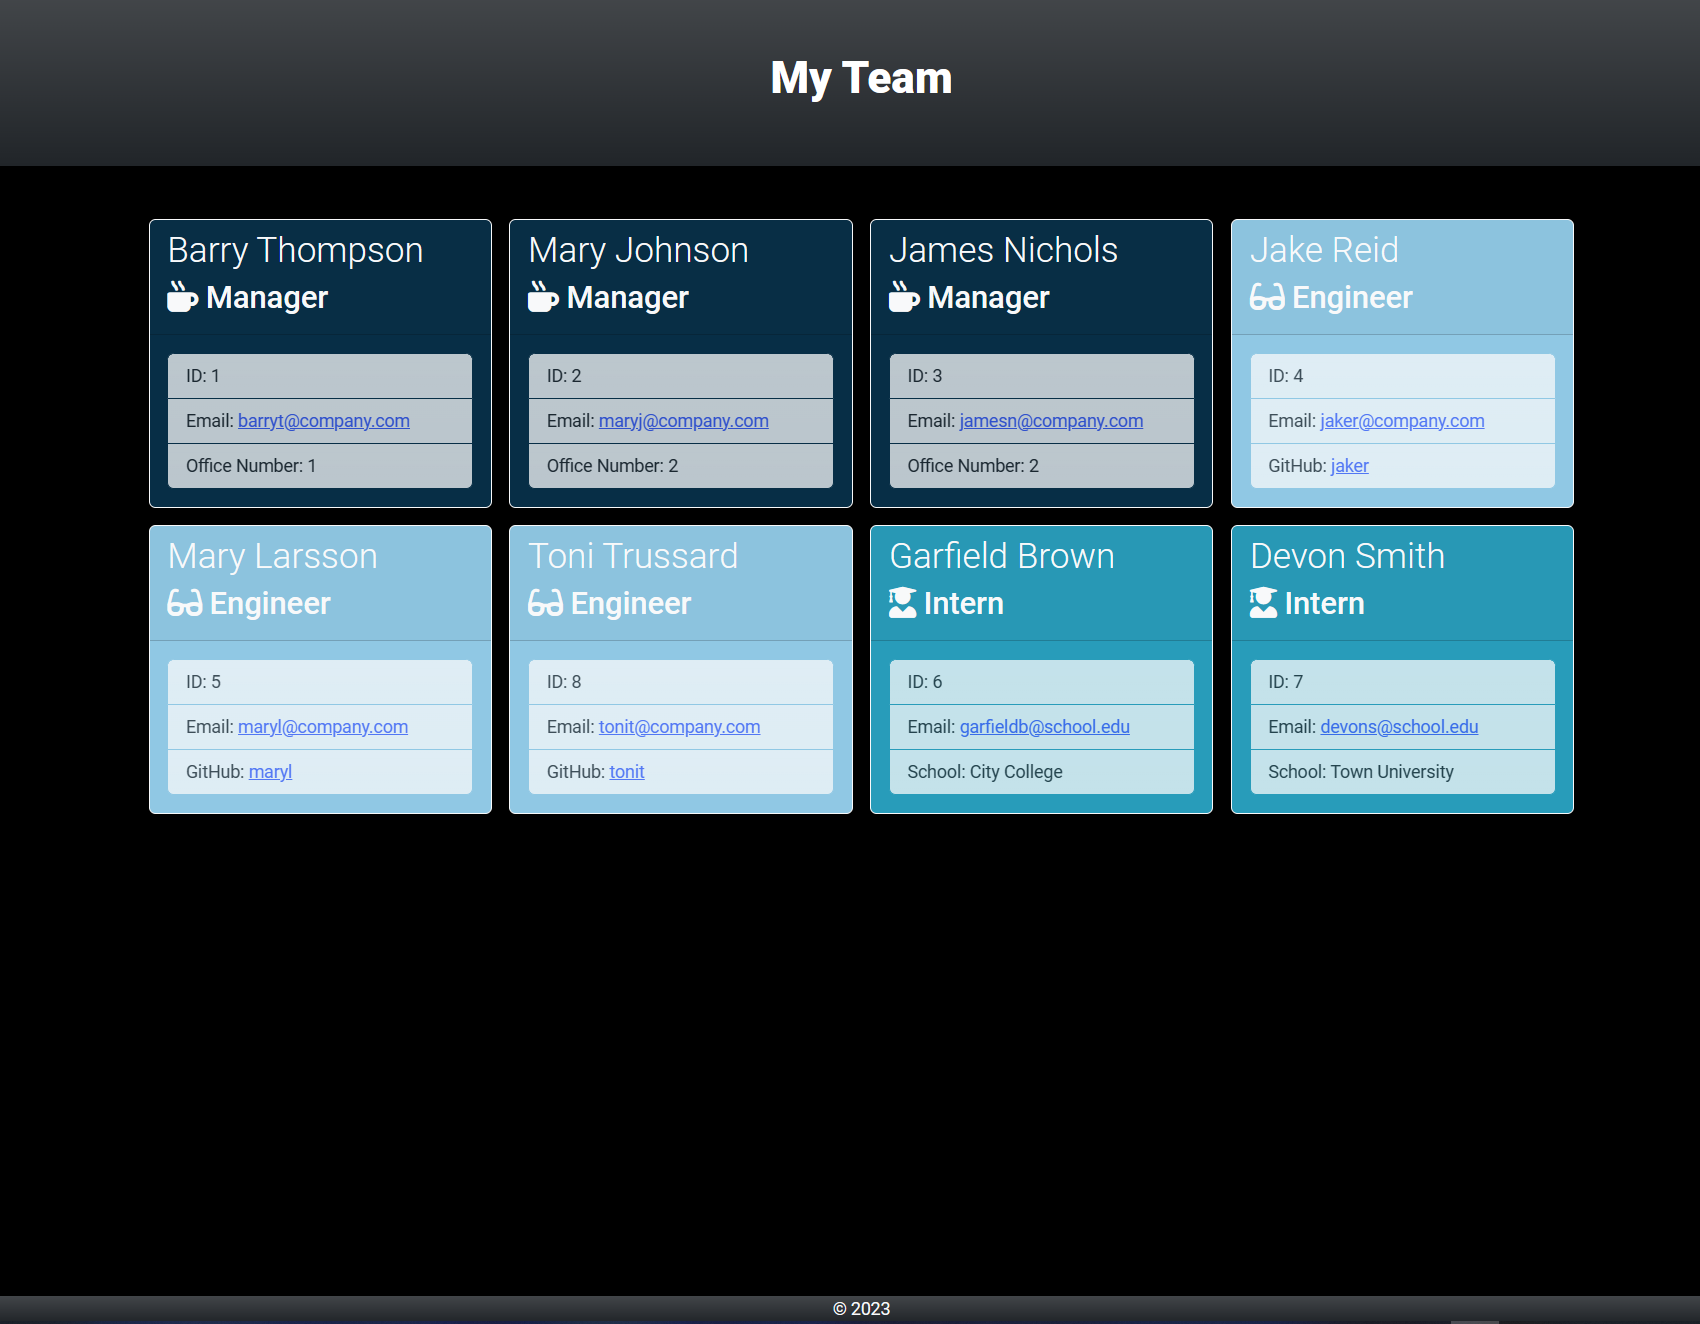 My Team
Barry Thompson
Manager
ID: 1
Email: barryt@company.com
Office Number: 1
Mary Johnson
Manager
ID: 2
Email: maryj@company.com
Office Number: 2
James Nichols
Manager
ID: 3
Email: jamesn@company.com
Office Number: 2
Jake Reid
Engineer
ID: 4
Email: jaker@company.com
GitHub: jaker
Mary Larsson
Engineer
ID: 5
Email: maryl@company.com
GitHub: maryl
Toni Trussard
Engineer
ID: 8
Email: tonit@company.com
GitHub: tonit
Garfield Brown
Intern
ID: 6
Email: garfieldb@school.edu
School: City College
Devon Smith
Intern
ID: 7
Email: devons@school.edu
School: Town University
© 2023